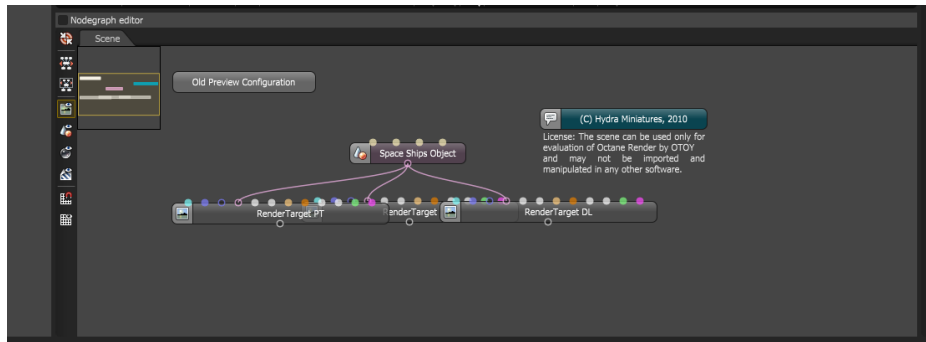 Nodegraph editor
Scene
Old Preview Configuration
(C) Hydra Miniatures, 2010
License: The scene can be used only for
evaluation of Octane Render by OTOY
and may not be imported and
manipulated in any other software.
Space Ships Object
RenderTarget PT
enderTarget
RenderTarget DL